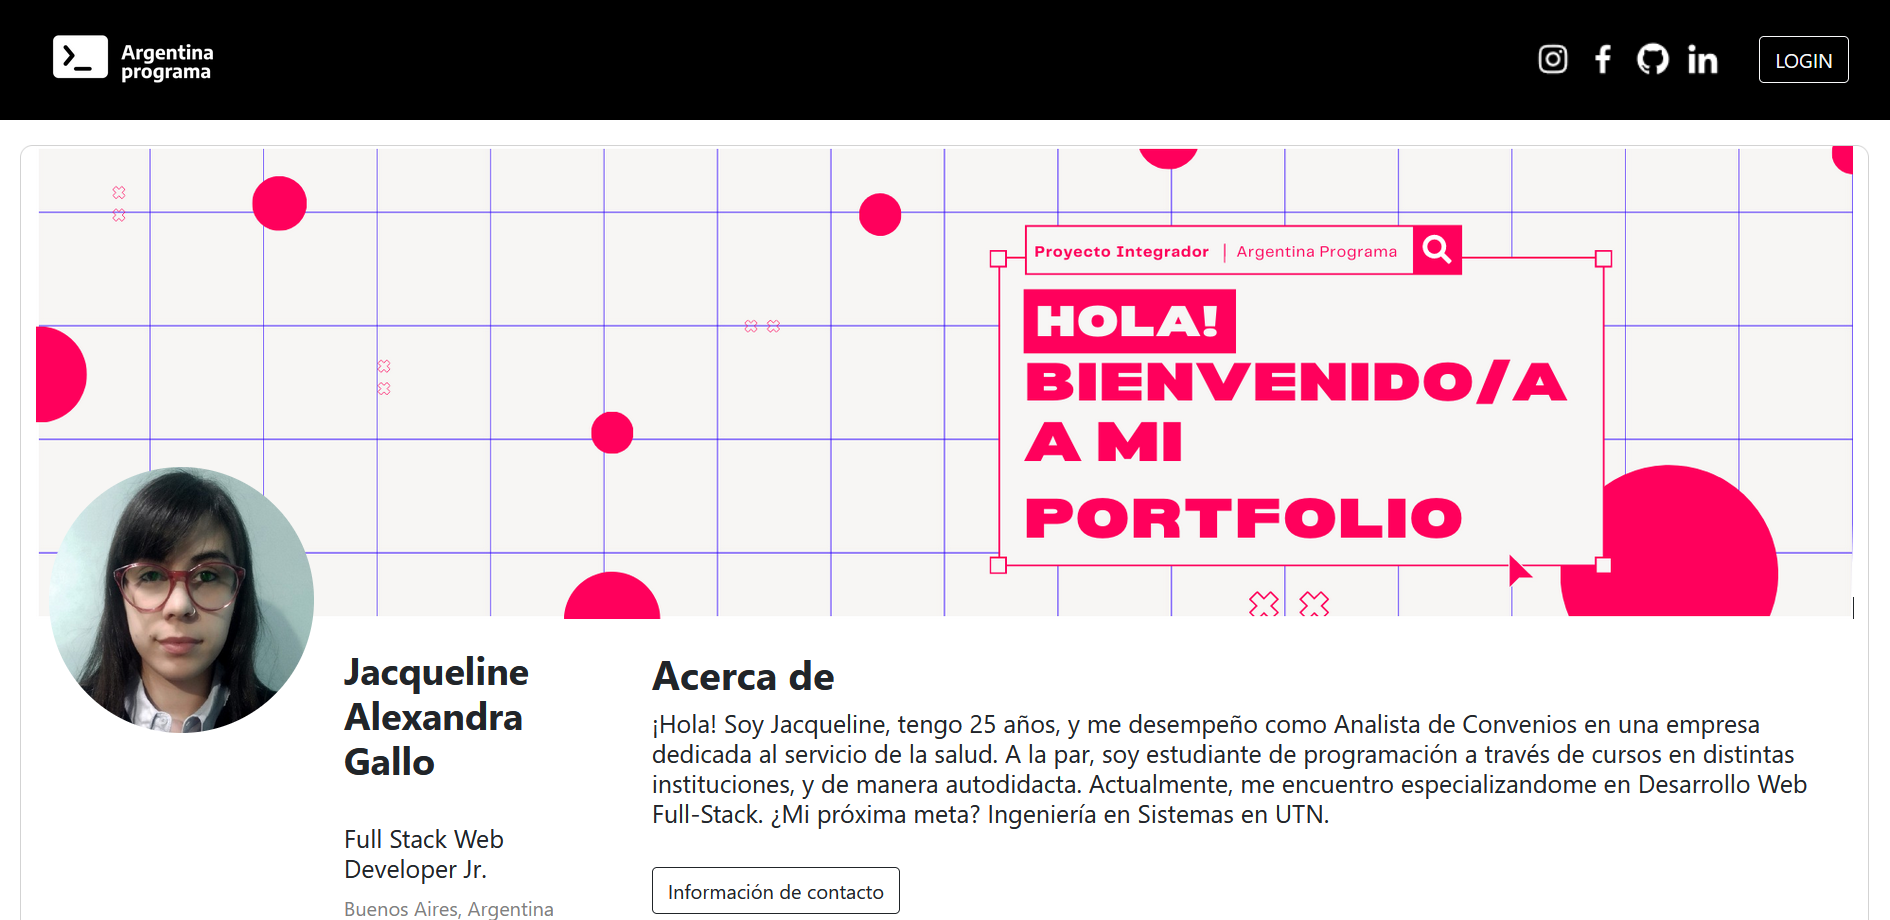 Argentina
programa
LOGIN
Proyecto Integrador | Argentina Programa
HOLA!
BIENVENIDO/A
A MI
PORTFOLIO
Jacqueline
Alexandra
Gallo
Full Stack Web
Developer Jr.
Buenos Aires, Argentina
Acerca de
¡Hola! Soy Jacqueline, tengo 25 años, y me desempeño como Analista de Convenios en una empresa
dedicada al servicio de la salud. A la par, soy estudiante de programación a través de cursos en distintas
instituciones, y de manera autodidacta. Actualmente, me encuentro especializandome en Desarrollo Web
Full-Stack. ¿Mi próxima meta? Ingeniería en Sistemas en UTN.
Información de contacto